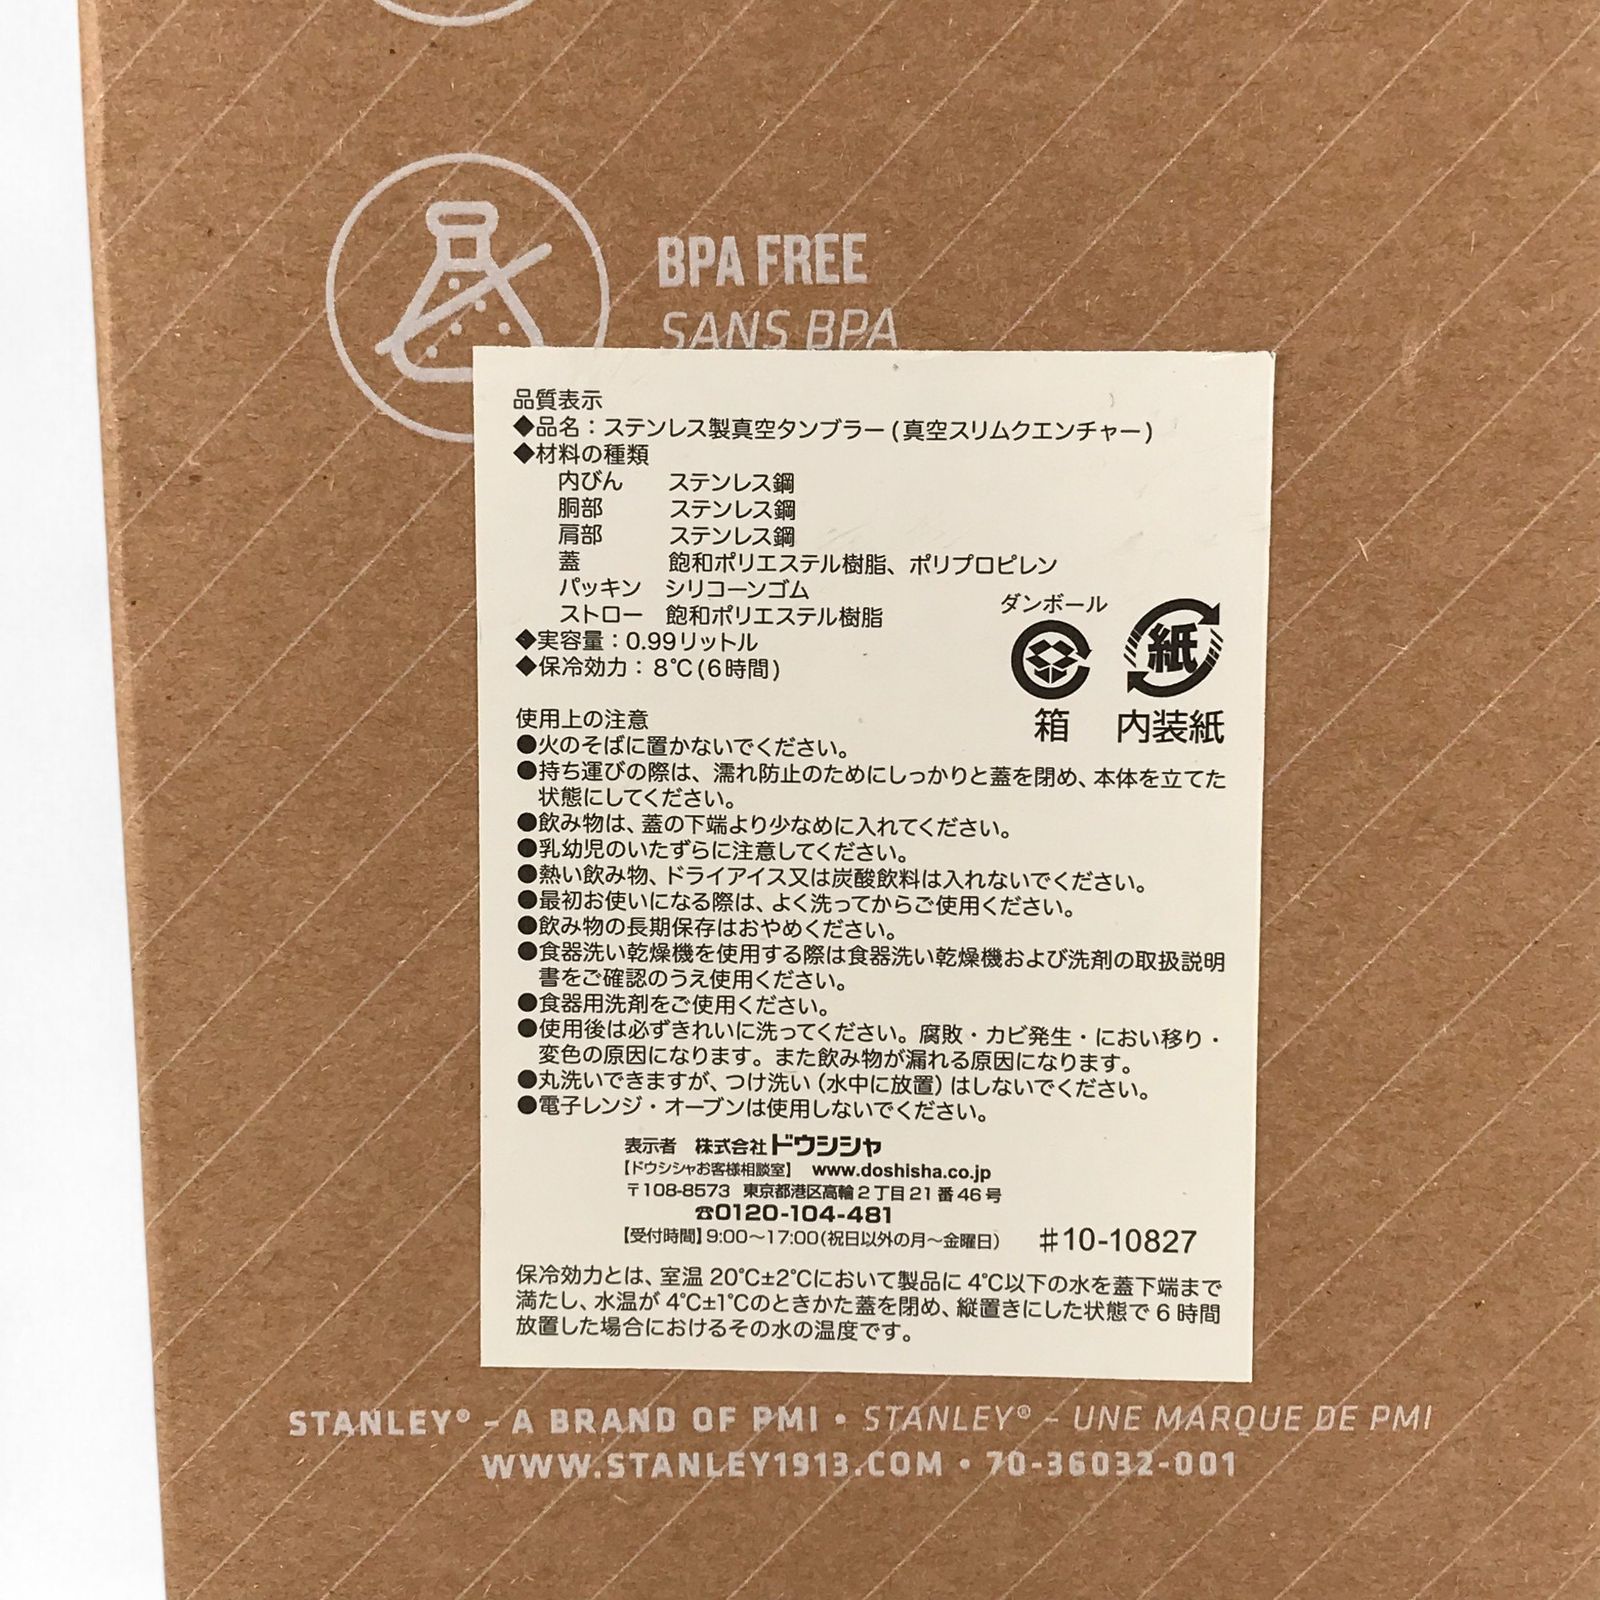 BPA FREE
SANS BPA
品質表示
◆品名：ステンレス製真空タンブラー(真空スリムクエンチャー)
◆材料の種類
内びん ステンレス鋼
胴部 ステンレス鋼
肩部 ステンレス鋼
蓋 飽和ポリエステル樹脂、ポリプロピレン
パッキン シリコーンゴム
ストロー 飽和ポリエステル樹脂
◆実容量：0.99リットル
◆保冷効力：8℃(6時間)
ダンボール
紙
箱 内装紙
使用上の注意
●火のそばに置かないでください。
●持ち運びの際は、濡れ防止のためにしっかりと蓋を閉め、本体を立てた
状態にしてください。
●飲み物は、蓋の下端より少なめに入れてください。
●乳幼児のいたずらに注意してください。
●熱い飲み物、ドライアイス又は炭酸飲料は入れないでください。
●最初お使いになる際は、よく洗ってからご使用ください。
●飲み物の長期保存はおやめください。
●食器洗い乾燥機を使用する際は食器洗い乾燥機および洗剤の取扱説明
書をご確認のうえ使用ください。
●食器用洗剤をご使用ください。
●使用後は必ずきれいに洗ってください。腐敗・カビ発生・におい移り・
変色の原因になります。また飲み物が漏れる原因になります。
●丸洗いできますが、つけ洗い(水中に放置)はしないでください。
●電子レンジ・オーブンは使用しないでください。
表示者 株式会社ドウシシャ
【ドウシシャお客様相談室】 www.doshisha.co.jp
〒108-8573 東京都港区高輪2丁目21番46号
☎0120-104-481
【受付時間】9:00～17:00(祝日以外の月～金曜日) #10-10827
保冷効力とは、室温20℃±2℃において製品に4℃以下の水を蓋下端まで
満たし、水温が4℃±1℃のときかた蓋を閉め、縦置きにした状態で6時間
放置した場合におけるその水の温度です。
STANLEY® – A BRAND OF PMI • STANLEY® – UNE MARQUE DE PMI
WWW.STANLEY1913.COM • 70-36032-001